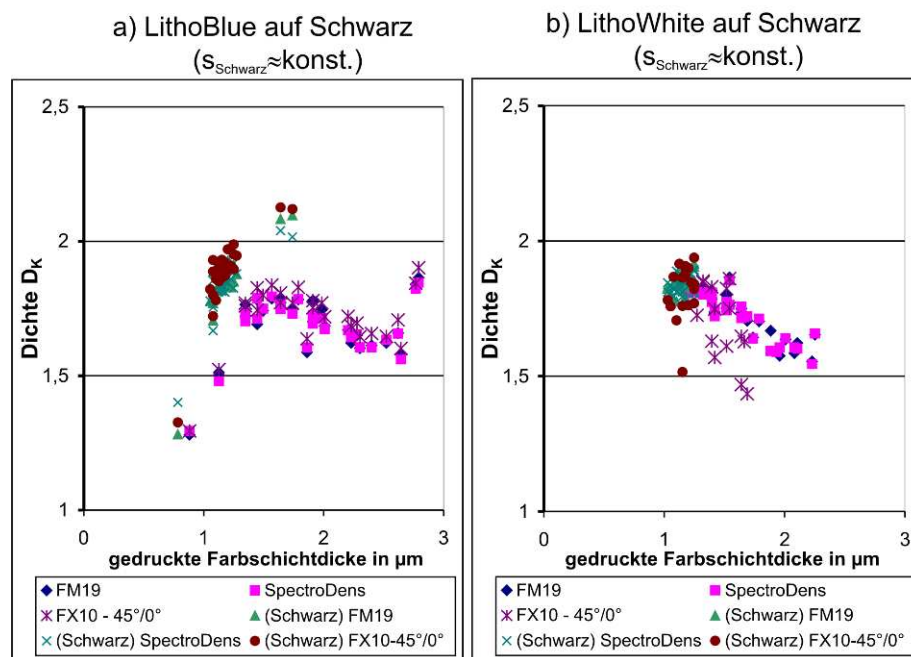 a) LithoBlue auf Schwarz
(sSchwarz≈konst.)
2,5
2
1,5
1
Dichte DK
0
1
2
3
gedruckte Farbschichtdicke in µm
FM19
SpectroDens
FX10 - 45°/0°
(Schwarz) FM19
(Schwarz) SpectroDens
(Schwarz) FX10-45°/0°
b) LithoWhite auf Schwarz
(sSchwarz≈konst.)
2,5
2
1,5
1
Dichte DK
0
1
2
3
gedruckte Farbschichtdicke in µm
FM19
SpectroDens
FX10 - 45°/0°
(Schwarz) FM19
(Schwarz) SpectroDens
(Schwarz) FX10-45°/0°